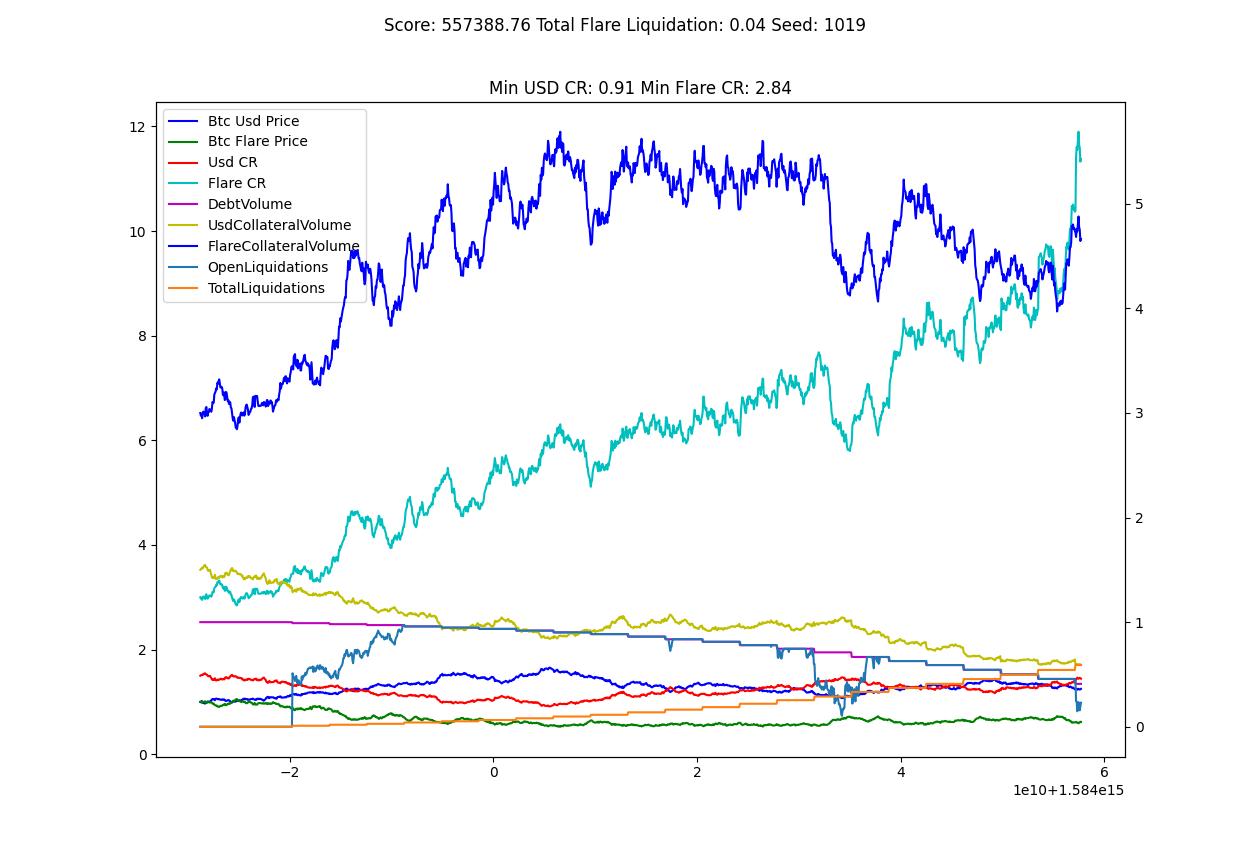 Score: 557388.76 Total Flare Liquidation: 0.04 Seed: 1019
Min USD CR: 0.91 Min Flare CR: 2.84
Btc Usd Price
Btc Flare Price
Usd CR
Flare CR
DebtVolume
UsdCollateralVolume
FlareCollateralVolume
OpenLiquidations
TotalLiquidations
12
10
8
6
4
2
0
5
4
3
2
1
0
−2
0
2
4
6
1e10+1.584e15